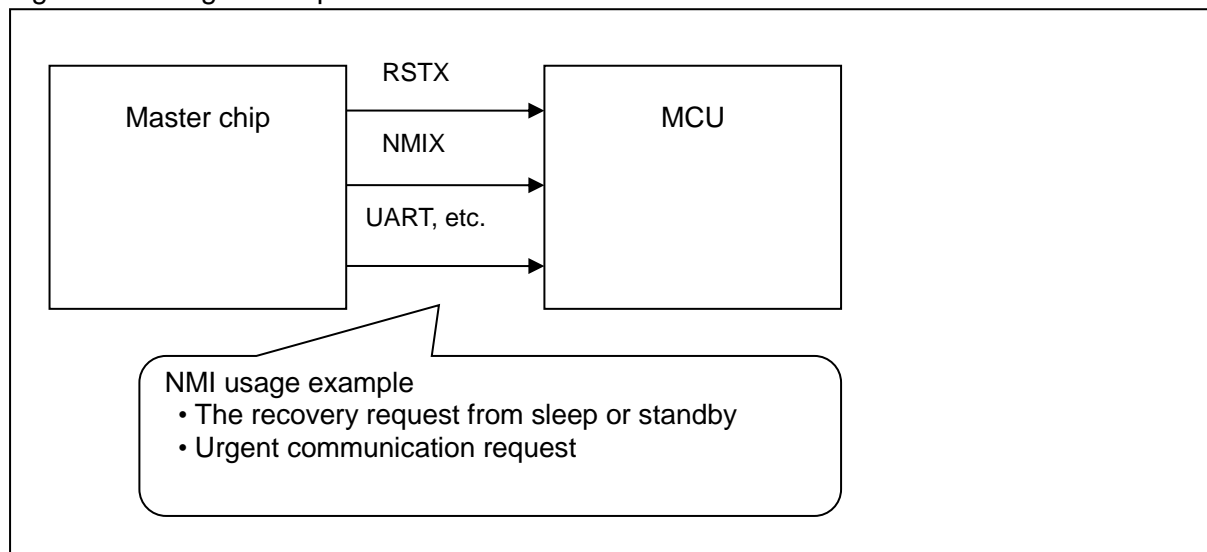 RSTX
Master chip
MCU
NMIX
UART, etc.
NMI usage example
• The recovery request from sleep or standby
• Urgent communication request